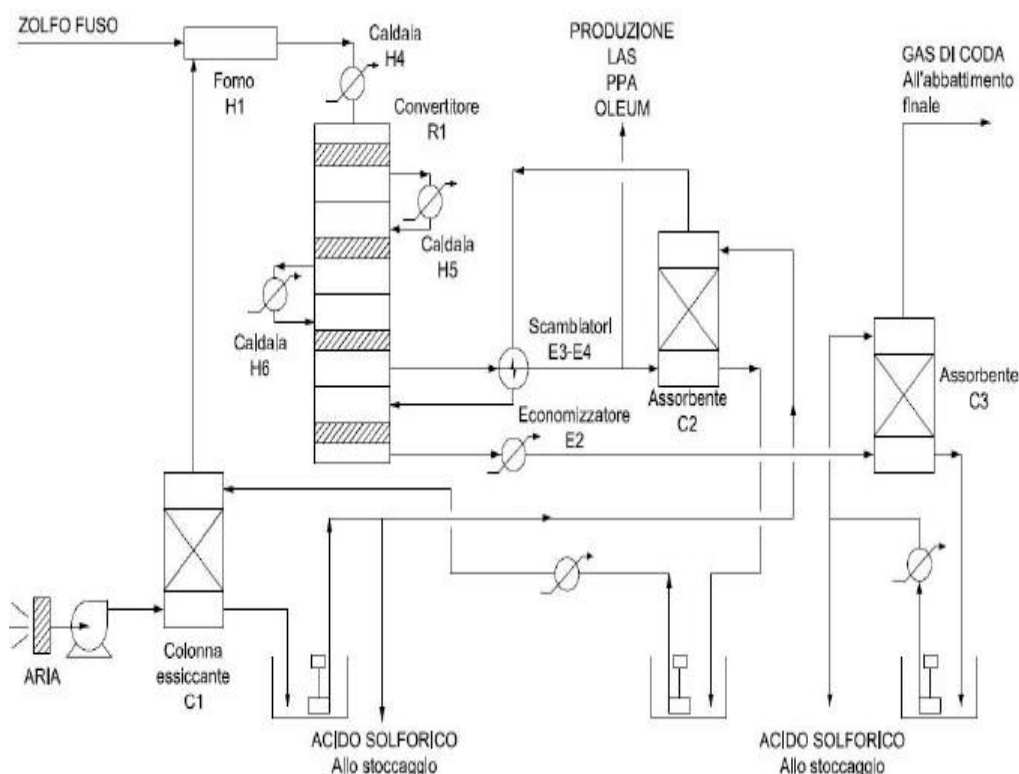 ZOLFO FUSO
Forno
H1
Caldaia
H4
Convertitore
R1
PRODUZIONE
LAS
PPA
OLEUM
GAS DI CODA
All'abbattimento
finale
Caldaia
H5
Caldaia
H6
Scambiatori
E3-E4
Assorbente
C2
Assorbente
C3
Economizzatore
E2
ARIA
Colonna
essiccante
C1
ACIDO SOLFORICO
Allo stoccaggio
ACIDO SOLFORICO
Allo stoccaggio